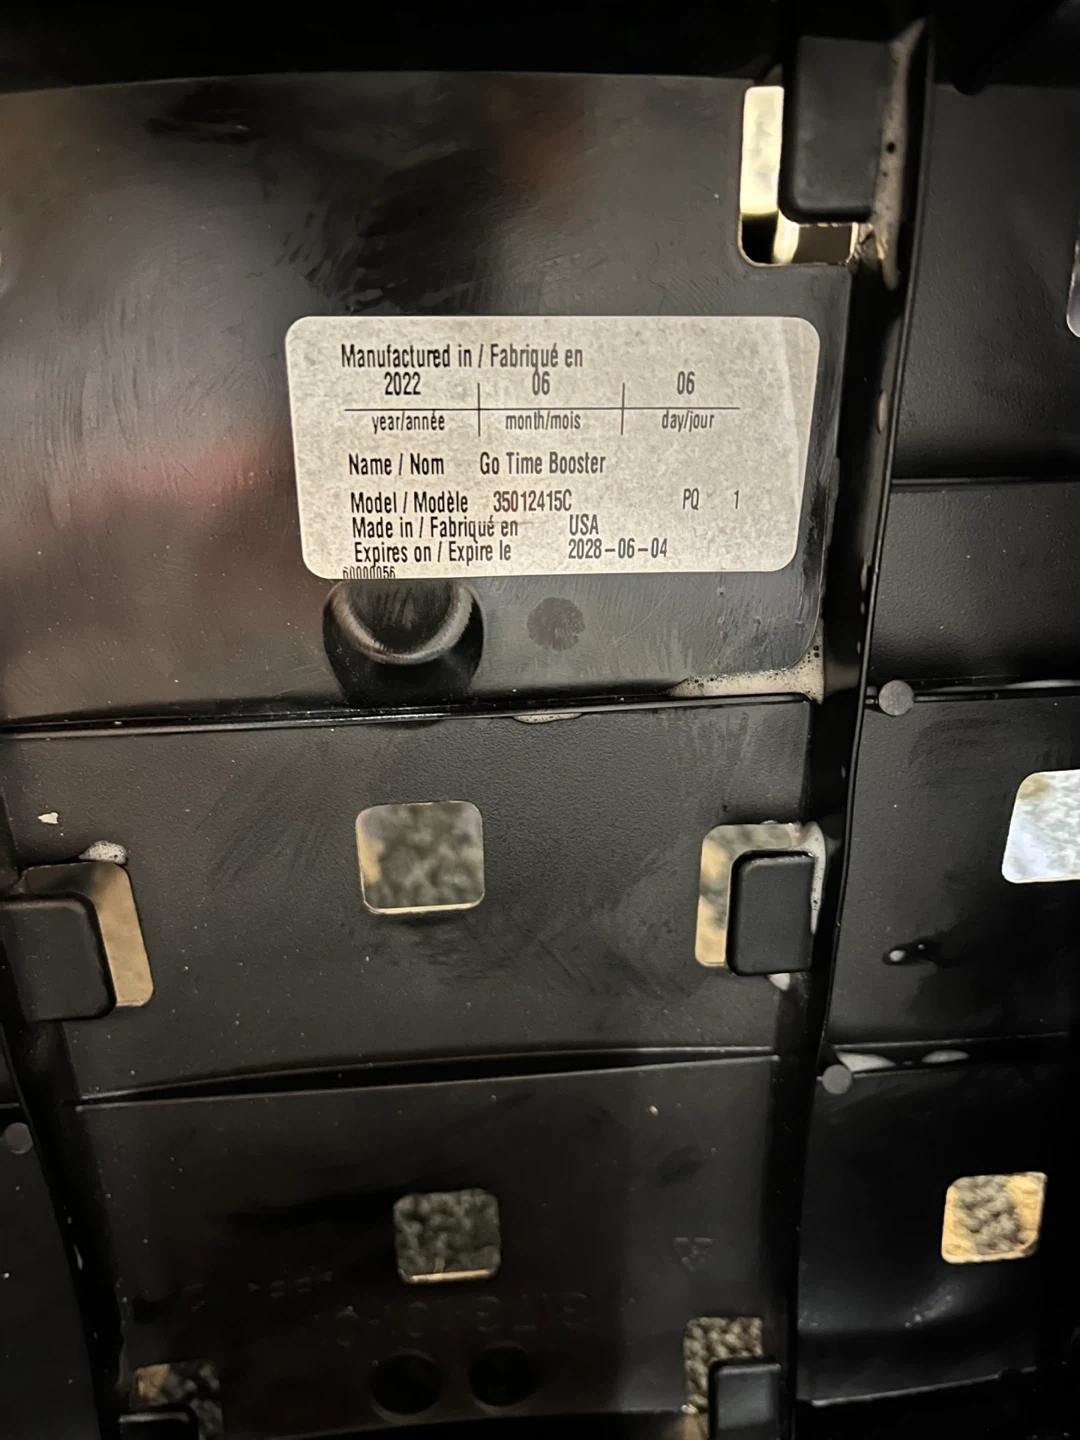 Manufactured in / Fabriqué en
2022 06 06
year/année month/mois day/jour
Name / Nom Go Time Booster
Model / Modèle 35012415C PQ 1
Made in / Fabriqué en USA
Expires on / Expire le 2028-06-04
60000056